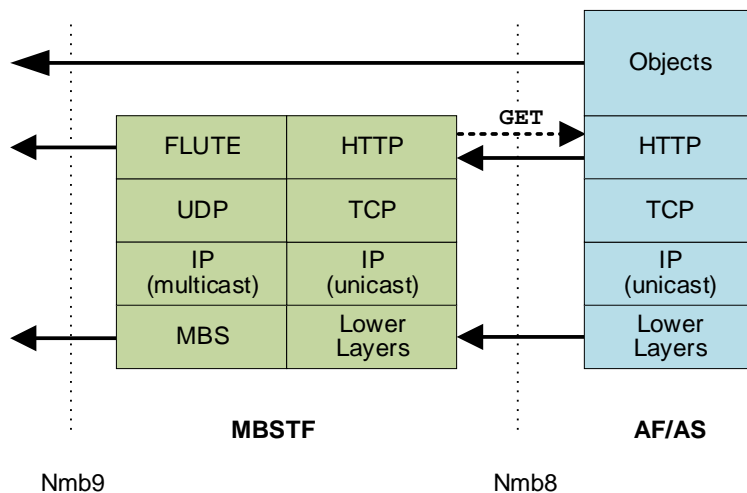 Objects
GET
FLUTE
HTTP
HTTP
UDP
TCP
TCP
IP
(multicast)
IP
(unicast)
IP
(unicast)
MBS
Lower
Layers
Lower
Layers
MBSTF
AF/AS
Nmb9
Nmb8